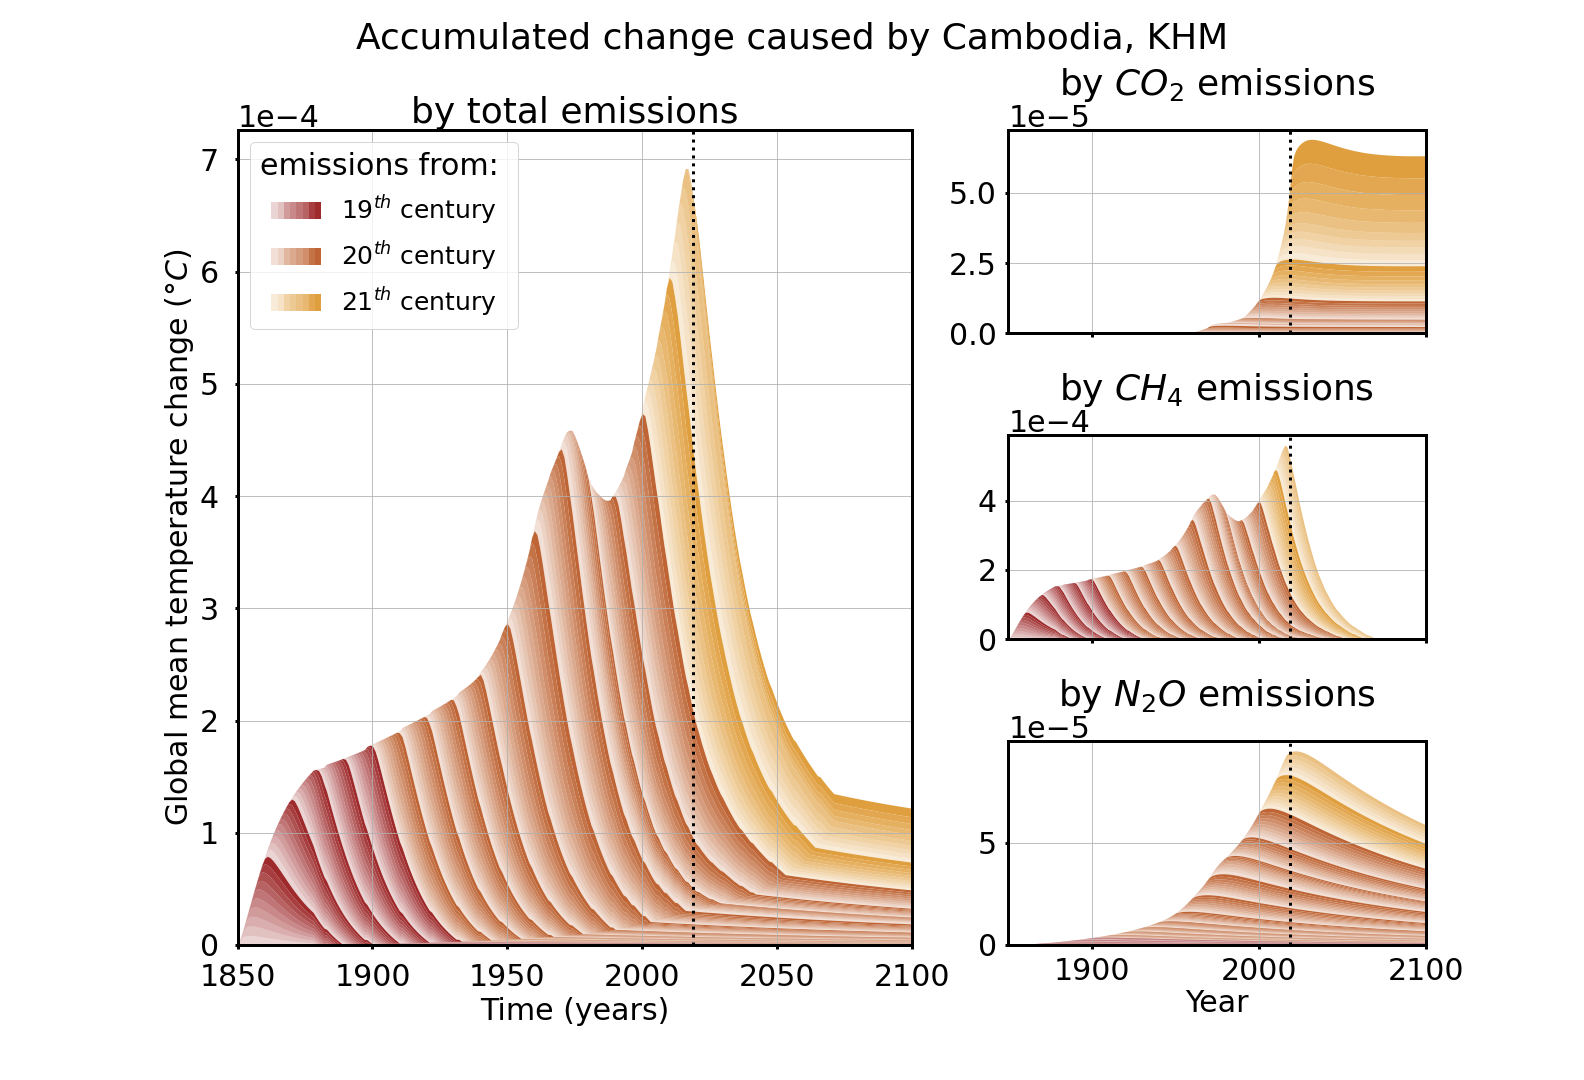 Accumulated change caused by Cambodia, KHM
by total emissions
1e−4
emissions from:
19th century
20th century
21th century
Global mean temperature change (°C)
7
6
5
4
3
2
1
0
1850 1900 1950 2000 2050 2100
Time (years)
by CO2 emissions
1e−5
5.0
2.5
0.0
by CH4 emissions
1e−4
4
2
0
by N2O emissions
1e−5
5
0
1900 2000 2100
Year